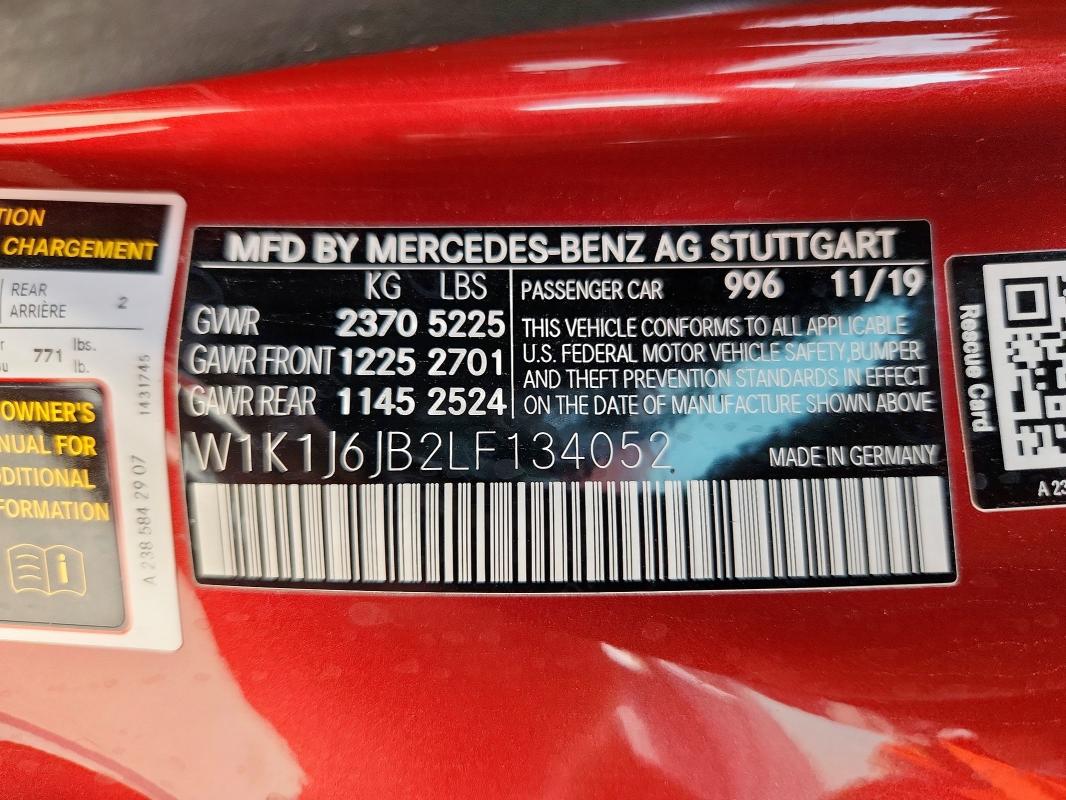 TION
CHARGEMENT
REAR
ARRIÈRE
2
771
lbs.
lb.
OWNER'S
NUAL FOR
DDITIONAL
FORMATION
i
1431745
A 238 584 29 07
MFD BY MERCEDES-BENZ AG STUTTGART
KG LBS
GVWR 2370 5225
GAWR FRONT 1225 2701
GAWR REAR 1145 2524
PASSENGER CAR 996 11/19
THIS VEHICLE CONFORMS TO ALL APPLICABLE
U.S. FEDERAL MOTOR VEHICLE SAFETY,BUMPER
AND THEFT PREVENTION STANDARDS IN EFFECT
ON THE DATE OF MANUFACTURE SHOWN ABOVE
W1K1J6JB2LF134052
MADE IN GERMANY
Rescue Card
A 23